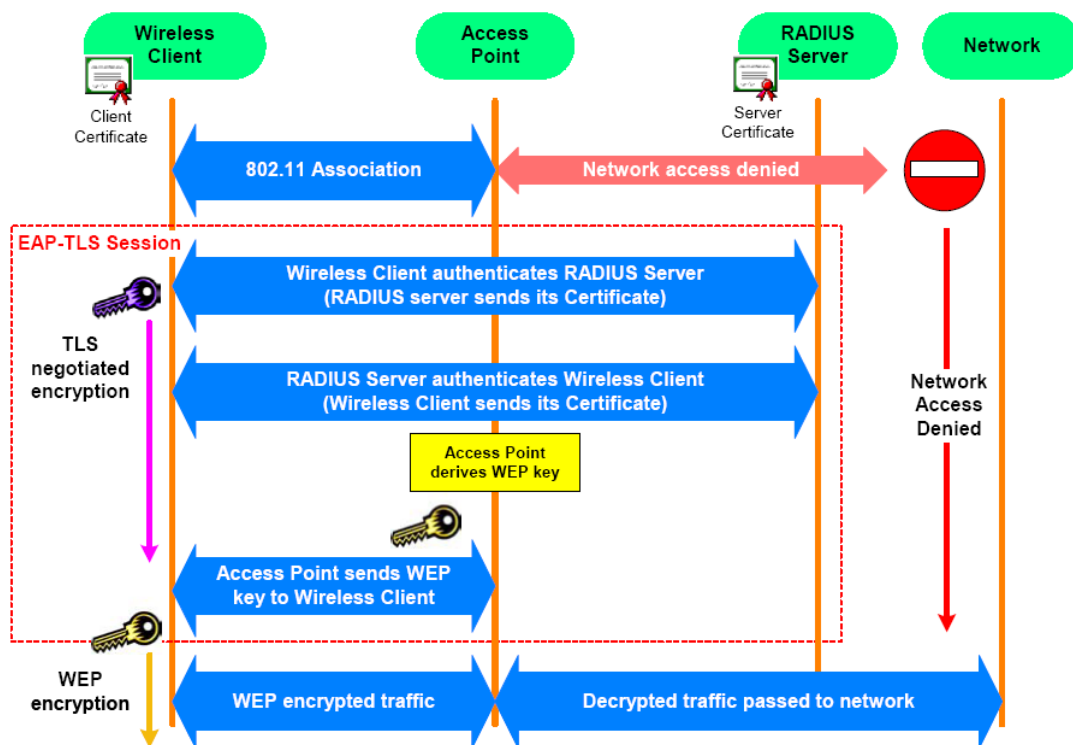 Wireless
Client
Access
Point
RADIUS
Server
Network
Client
Certificate
Server
Certificate
802.11 Association
Network access denied
EAP-TLS Session
Wireless Client authenticates RADIUS Server
(RADIUS server sends its Certificate)
TLS
negotiated
encryption
RADIUS Server authenticates Wireless Client
(Wireless Client sends its Certificate)
Network
Access
Denied
Access Point
derives WEP key
Access Point sends WEP
key to Wireless Client
WEP
encryption
WEP encrypted traffic
Decrypted traffic passed to network